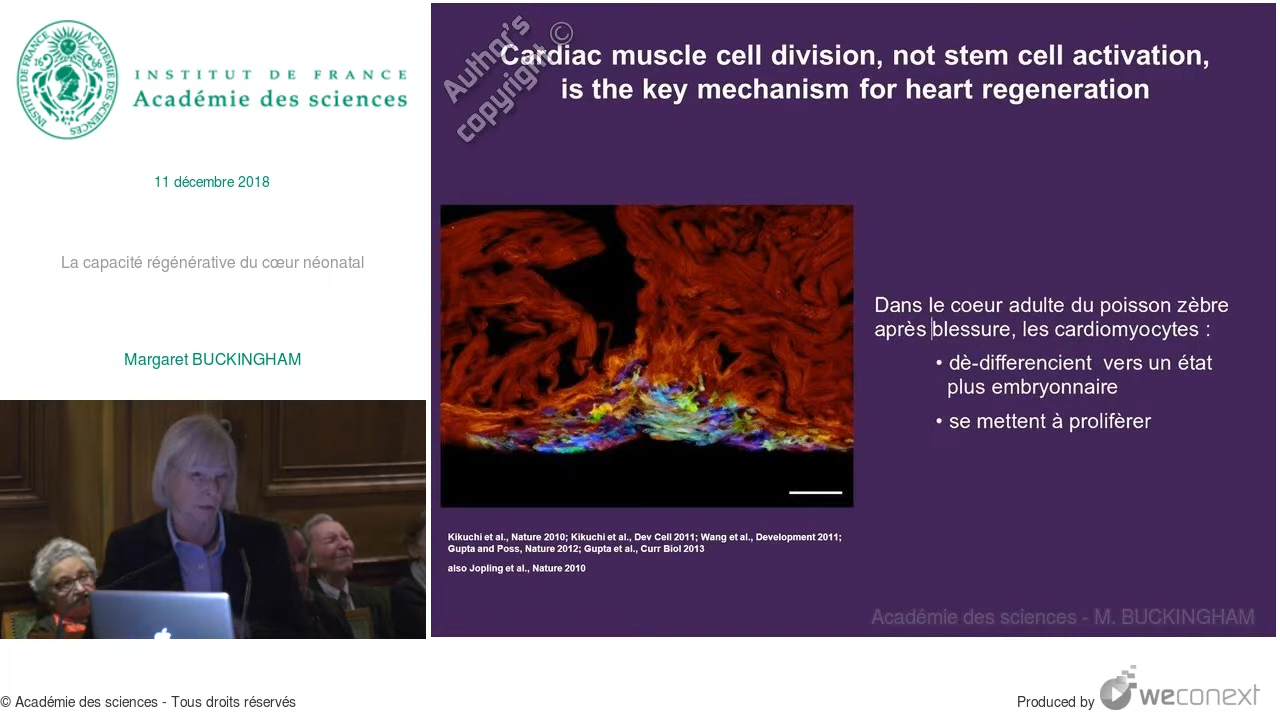 INSTITUT DE FRANCE
Académie des sciences
11 décembre 2018
La capacité régénérative du cœur néonatal
Margaret BUCKINGHAM
Author's
copyright ©
Cardiac muscle cell division, not stem cell activation,
is the key mechanism for heart regeneration
Dans le coeur adulte du poisson zèbre
après blessure, les cardiomyocytes :
• dè-differencient vers un état
plus embryonnaire
• se mettent à prolifèrer
Kikuchi et al., Nature 2010; Kikuchi et al., Dev Cell 2011; Wang et al., Development 2011;
Gupta and Poss, Nature 2012; Gupta et al., Curr Biol 2013
also Jopling et al., Nature 2010
Académie des sciences - M. BUCKINGHAM
© Académie des sciences - Tous droits réservés
Produced by weconext